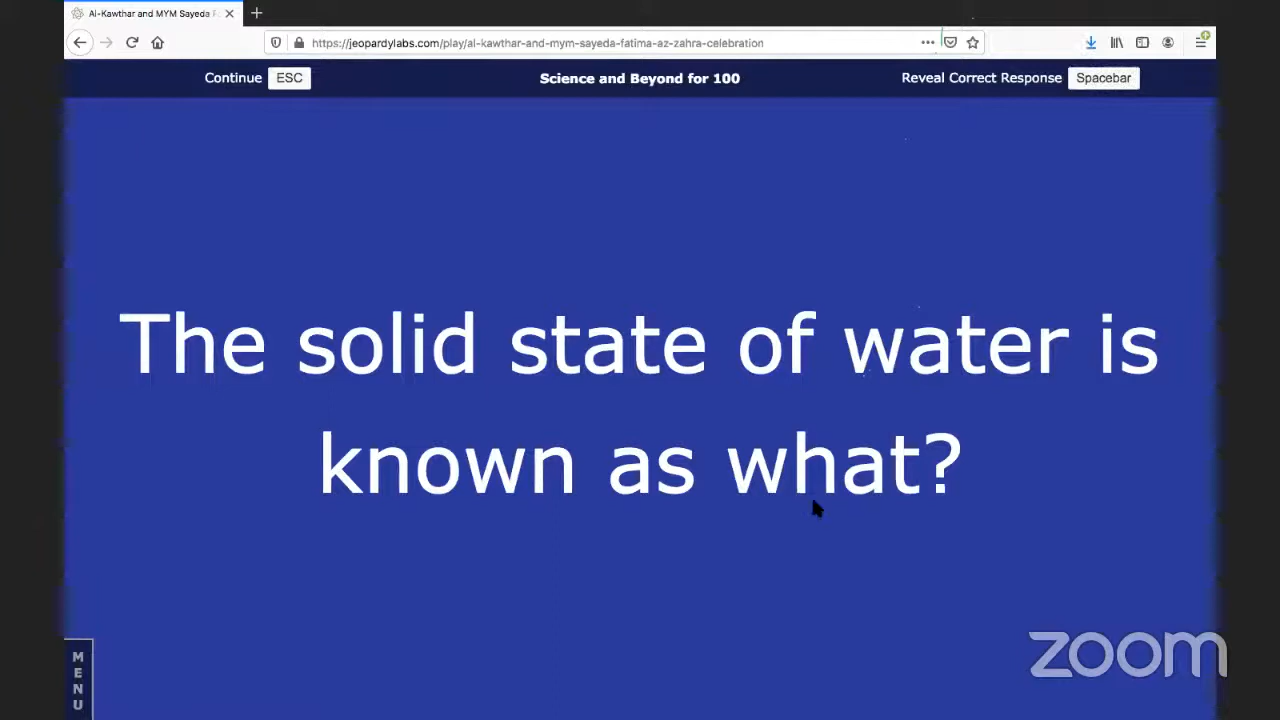 Al-Kawthar and MYM Sayeda F
https://jeopardylabs.com/play/al-kawthar-and-mym-sayeda-fatima-az-zahra-celebration
Continue ESC
Science and Beyond for 100
Reveal Correct Response Spacebar
The solid state of water is
known as what?
MENU
zoom